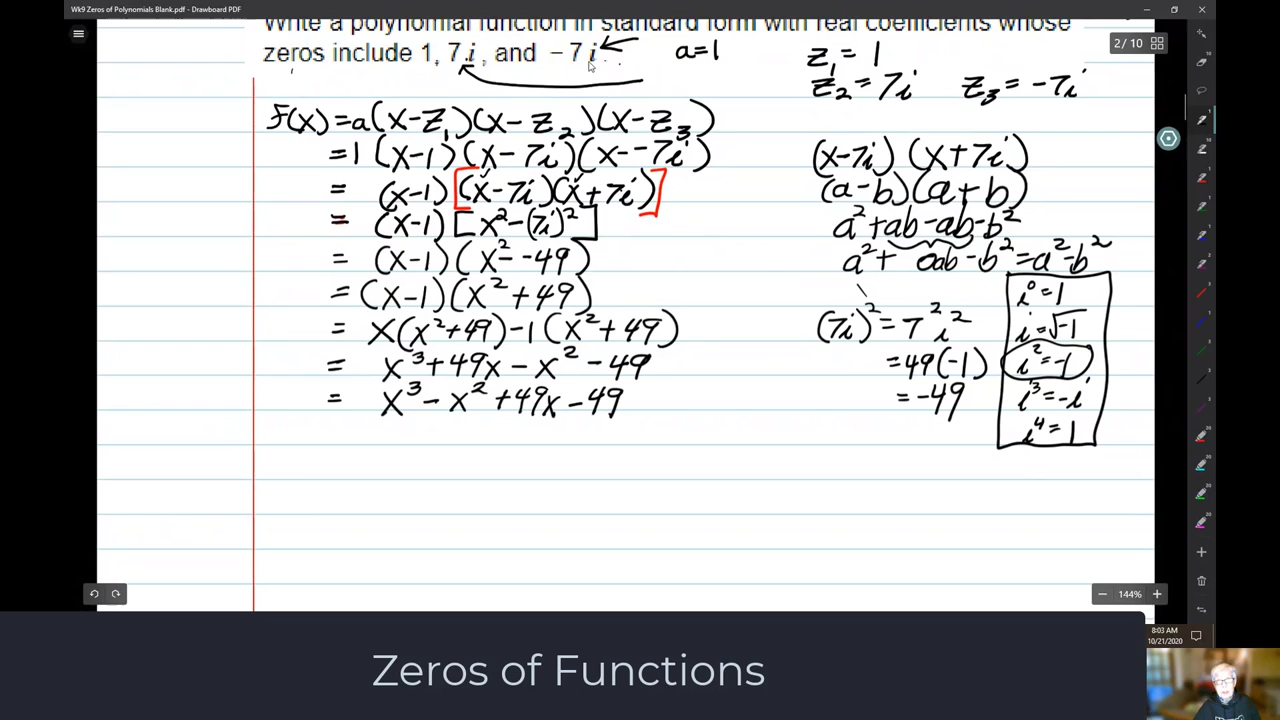 Wk9 Zeros of Polynomials Blank.pdf - Drawboard PDF
Write a polynomial function in standard form with real coefficients whose
zeros include 1, 7 i, and − 7 i. a=1
2 / 10
z₁ = 1
z₂ = 7i z₃ = -7i
F(x) = a(x-z₁)(x-z₂)(x-z₃)
= 1(x-1)(x-7i)(x--7i)
= (x-1)[(x-7i)(x+7i)]
= (x-1)[x²-(7i)²]
= (x-1)(x²--49)
= (x-1)(x²+49)
= x(x²+49)-1(x²+49)
= x³+49x-x²-49
= x³-x²+49x-49
(x-7i)(x+7i)
(a-b)(a+b)
a²+ab-ab-b²
a²+0ab-b²=a²-b²
(7i)²=7²i²
=49(-1)
=-49
i⁰=1
i=√-1
i²=-1
i³=-i
i⁴=1
144%
8:03 AM
10/21/2020
Zeros of Functions